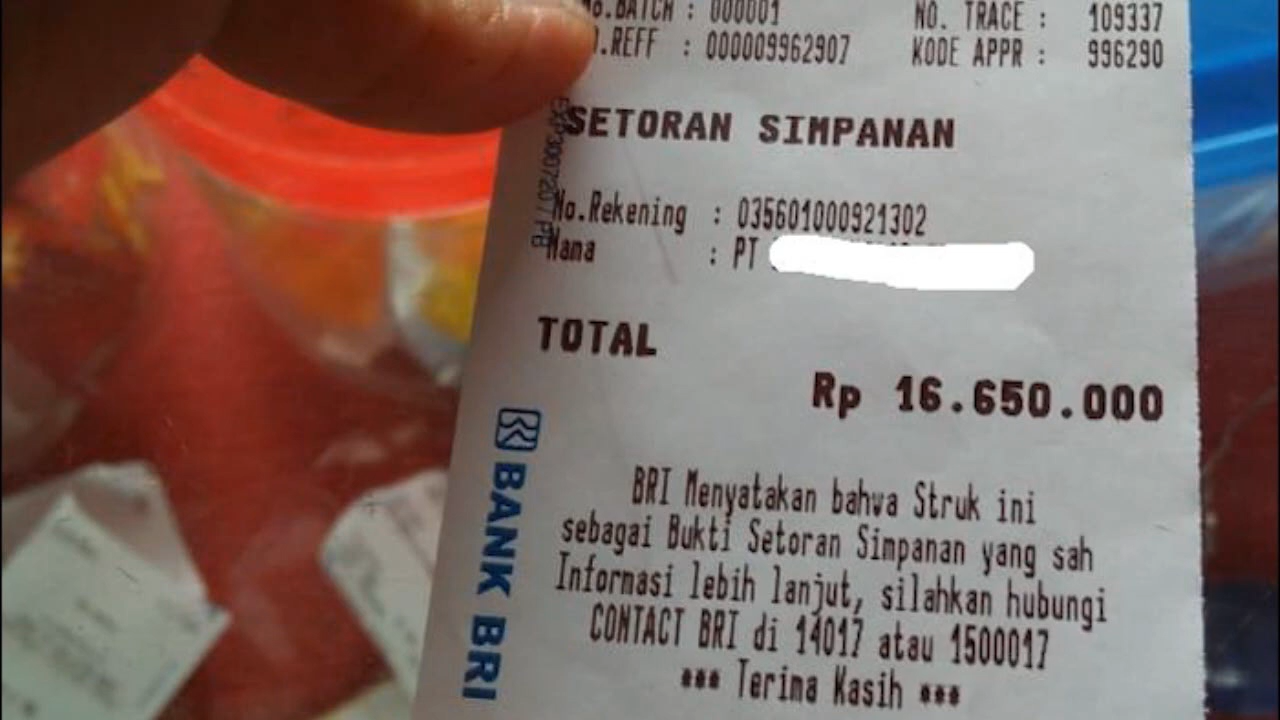 No.BATCH : 000001 NO. TRACE : 109337
.REFF : 000009962907 KODE APPR : 996290
SETORAN SIMPANAN
No.Rekening : 035601000921302
Nama : PT
TOTAL
Rp 16.650.000
BRI Menyatakan bahwa Struk ini
sebagai Bukti Setoran Simpanan yang sah
Informasi lebih lanjut, silahkan hubungi
CONTACT BRI di 14017 atau 1500017
*** Terima Kasih ***
BANK BRI